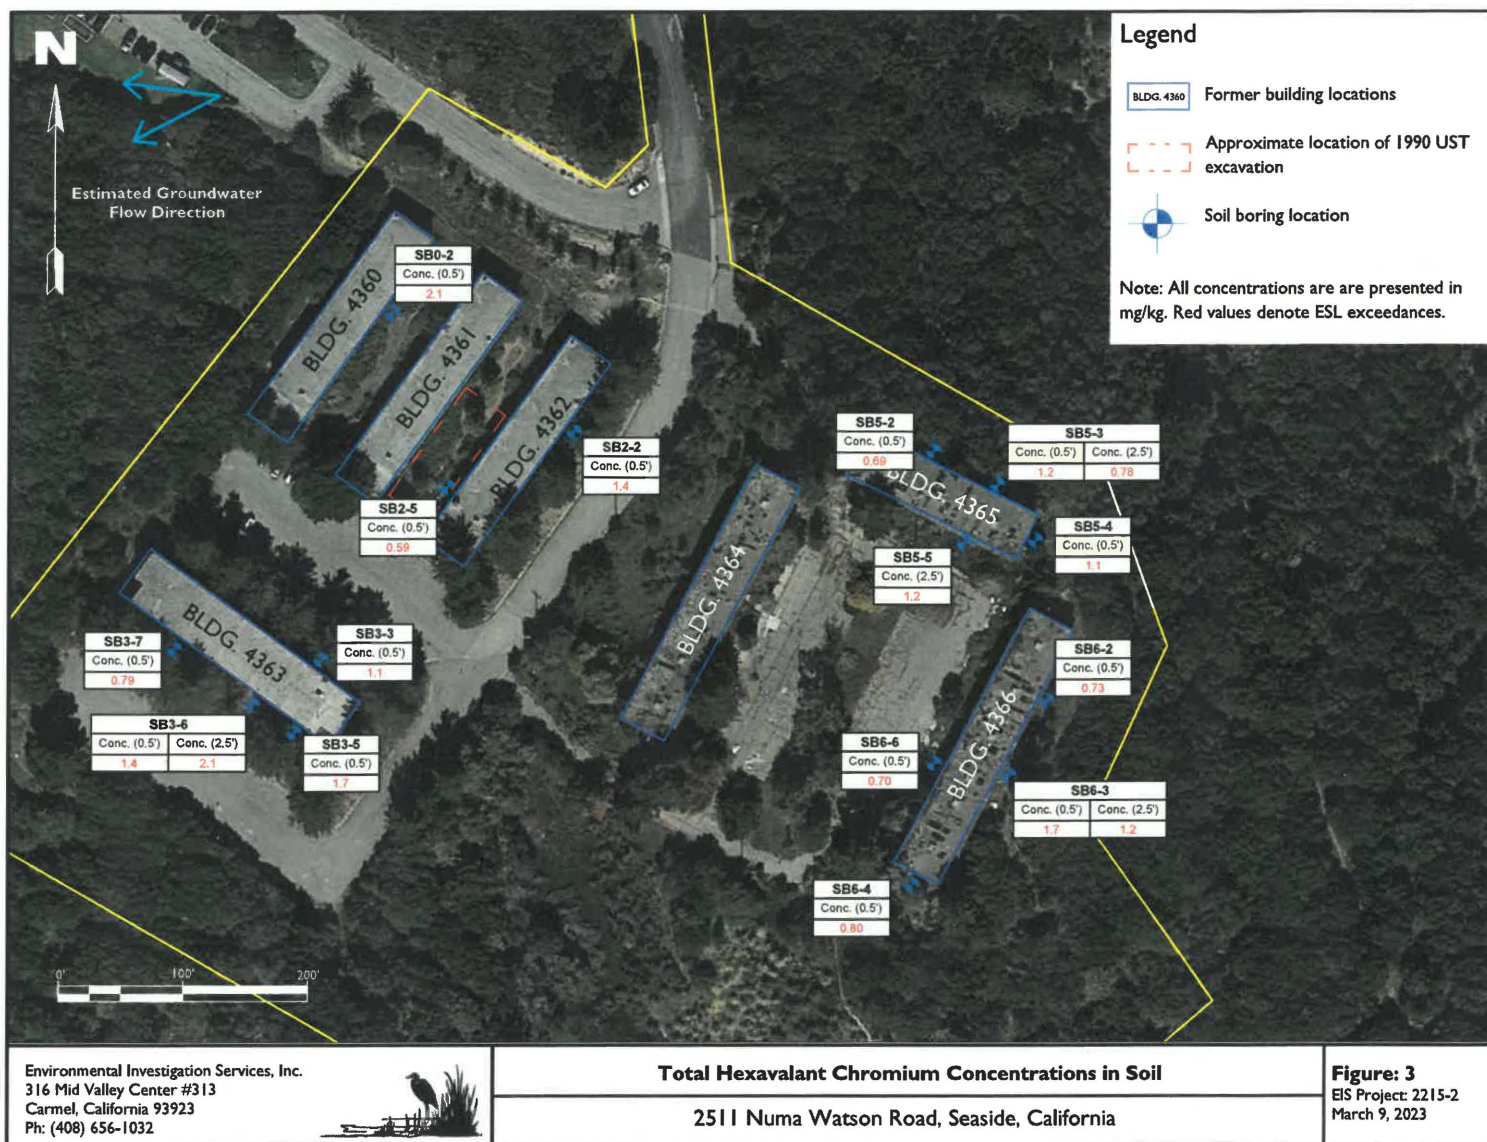 N
Estimated Groundwater
Flow Direction
Legend
BLDG. 4360
Former building locations
Approximate location of 1990 UST
excavation
Soil boring location
Note: All concentrations are are presented in
mg/kg. Red values denote ESL exceedances.
BLDG. 4360
SB0-2
Conc. (0.5')
2.1
BLDG. 4361
BLDG. 4362
SB2-2
Conc. (0.5')
1.4
SB2-5
Conc. (0.5')
0.59
SB5-2
Conc. (0.5')
0.69
BLDG. 4365
SB5-3
Conc. (0.5') Conc. (2.5')
1.2 0.78
SB5-4
Conc. (0.5')
1.1
SB5-5
Conc. (2.5')
1.2
BLDG. 4364
BLDG. 4363
SB3-7
Conc. (0.5')
0.79
SB3-3
Conc. (0.5')
1.1
SB3-6
Conc. (0.5') Conc. (2.5')
1.4 2.1
SB3-5
Conc. (0.5')
1.7
BLDG. 4366
SB6-2
Conc. (0.5')
0.73
SB6-6
Conc. (0.5')
0.70
SB6-3
Conc. (0.5') Conc. (2.5')
1.7 1.2
SB6-4
Conc. (0.5')
0.80
0' 100' 200'
Environmental Investigation Services, Inc.
316 Mid Valley Center #313
Carmel, California 93923
Ph: (408) 656-1032
Total Hexavalant Chromium Concentrations in Soil
2511 Numa Watson Road, Seaside, California
Figure: 3
EIS Project: 2215-2
March 9, 2023